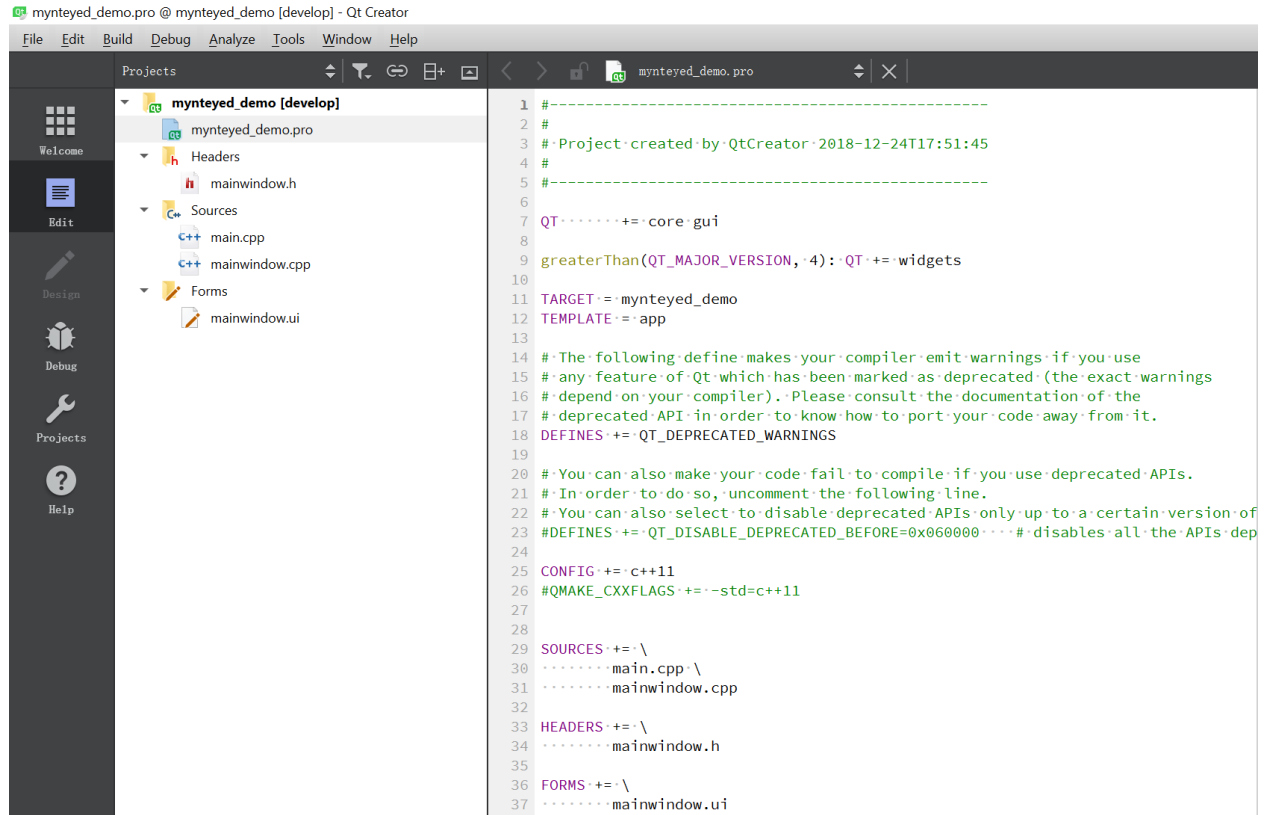 mynteyed_demo.pro @ mynteyed_demo [develop] - Qt Creator
File Edit Build Debug Analyze Tools Window Help
Projects
mynteyed_demo.pro
Welcome
Edit
Design
Debug
Projects
Help
mynteyed_demo [develop]
mynteyed_demo.pro
Headers
mainwindow.h
Sources
main.cpp
mainwindow.cpp
Forms
mainwindow.ui
1 #-------------------------------------------------
2 #
3 # Project created by QtCreator 2018-12-24T17:51:45
4 #
5 #-------------------------------------------------
6
7 QT       += core gui
8
9 greaterThan(QT_MAJOR_VERSION, 4): QT += widgets
10
11 TARGET = mynteyed_demo
12 TEMPLATE = app
13
14 # The following define makes your compiler emit warnings if you use
15 # any feature of Qt which has been marked as deprecated (the exact warnings
16 # depend on your compiler). Please consult the documentation of the
17 # deprecated API in order to know how to port your code away from it.
18 DEFINES += QT_DEPRECATED_WARNINGS
19
20 # You can also make your code fail to compile if you use deprecated APIs.
21 # In order to do so, uncomment the following line.
22 # You can also select to disable deprecated APIs only up to a certain version of
23 #DEFINES += QT_DISABLE_DEPRECATED_BEFORE=0x060000    # disables all the APIs dep
24
25 CONFIG += c++11
26 #QMAKE_CXXFLAGS += -std=c++11
27
28
29 SOURCES += \
30         main.cpp \
31         mainwindow.cpp
32
33 HEADERS += \
34         mainwindow.h
35
36 FORMS += \
37         mainwindow.ui